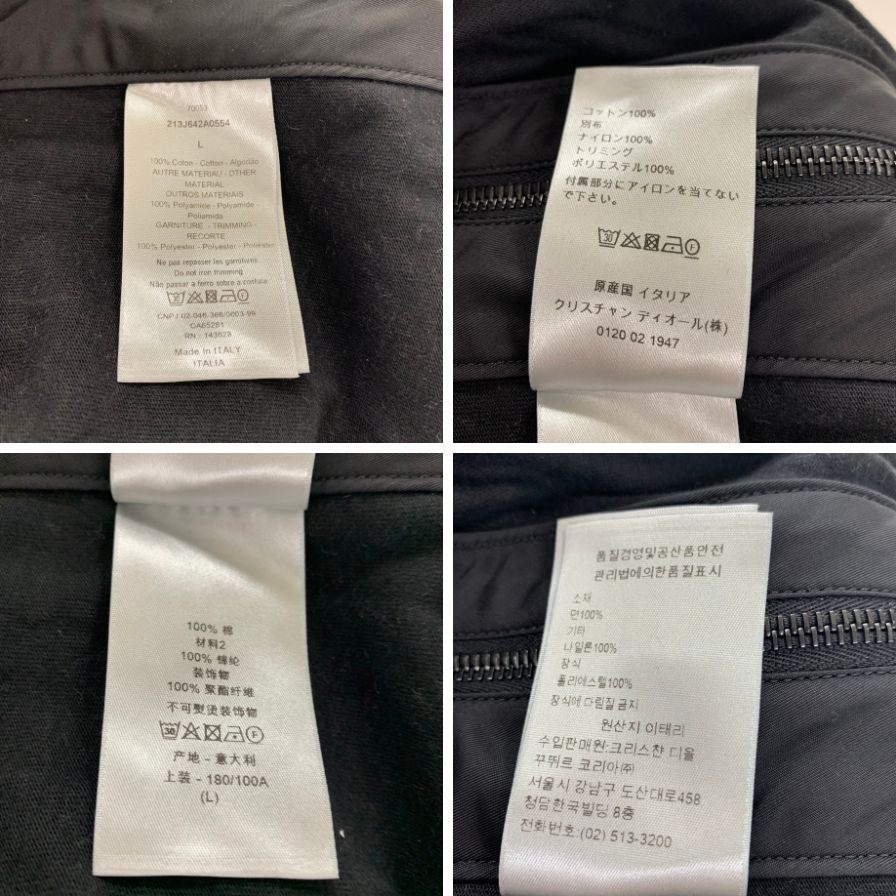 70053
213J642A0554
L
100% Coton - Cotton - Algodão
AUTRE MATERIAU - OTHER
MATERIAL
OUTROS MATERIAIS
100% Polyamide - Polyamide -
Poliamida
GARNITURE - TRIMMING -
RECORTE
100% Polyester - Polyester - Poliester
Ne pas repasser les garnitures
Do not iron trimming
Não passar a ferro sobre a costura
30 F
CNPJ 02-046-368/0003-99
CA65281
RN : 143623
Made in ITALY
ITALIA
コットン100%
別布
ナイロン100%
トリミング
ポリエステル100%
付属部分にアイロンを当てない
で下さい。
30 F
原産国 イタリア
クリスチャン ディオール(株)
0120 02 1947
100% 棉
材料2
100% 锦纶
装饰物
100% 聚酯纤维
不可熨烫装饰物
30 F
产地 - 意大利
上装 - 180/100A
(L)
품질경영및공산품안전
관리법에의한품질표시
소재
면100%
기타
나일론100%
장식
폴리에스텔100%
장식에 다림질 금지
원산지 이태리
수입판매원:크리스챤 디올
꾸뛰르 코리아(주)
서울시 강남구 도산대로458
청담한국빌딩 8층
전화번호:(02) 513-3200